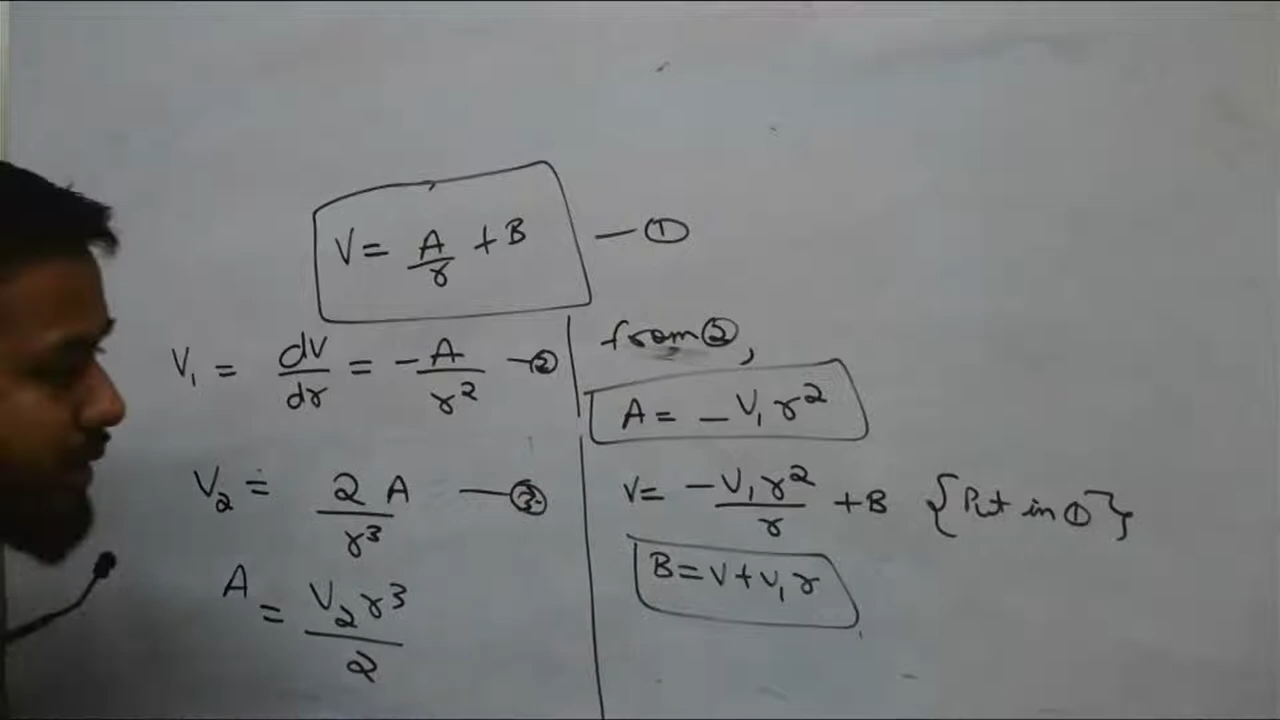 V = A/r + B — ①
V₁ = dV/dr = -A/r² — ②
V₂ = 2A/r³ — ③
A = V₂r³/2
from ②,
A = -V₁r²
V = -V₁r²/r + B {Put in ①}
B = V + V₁r